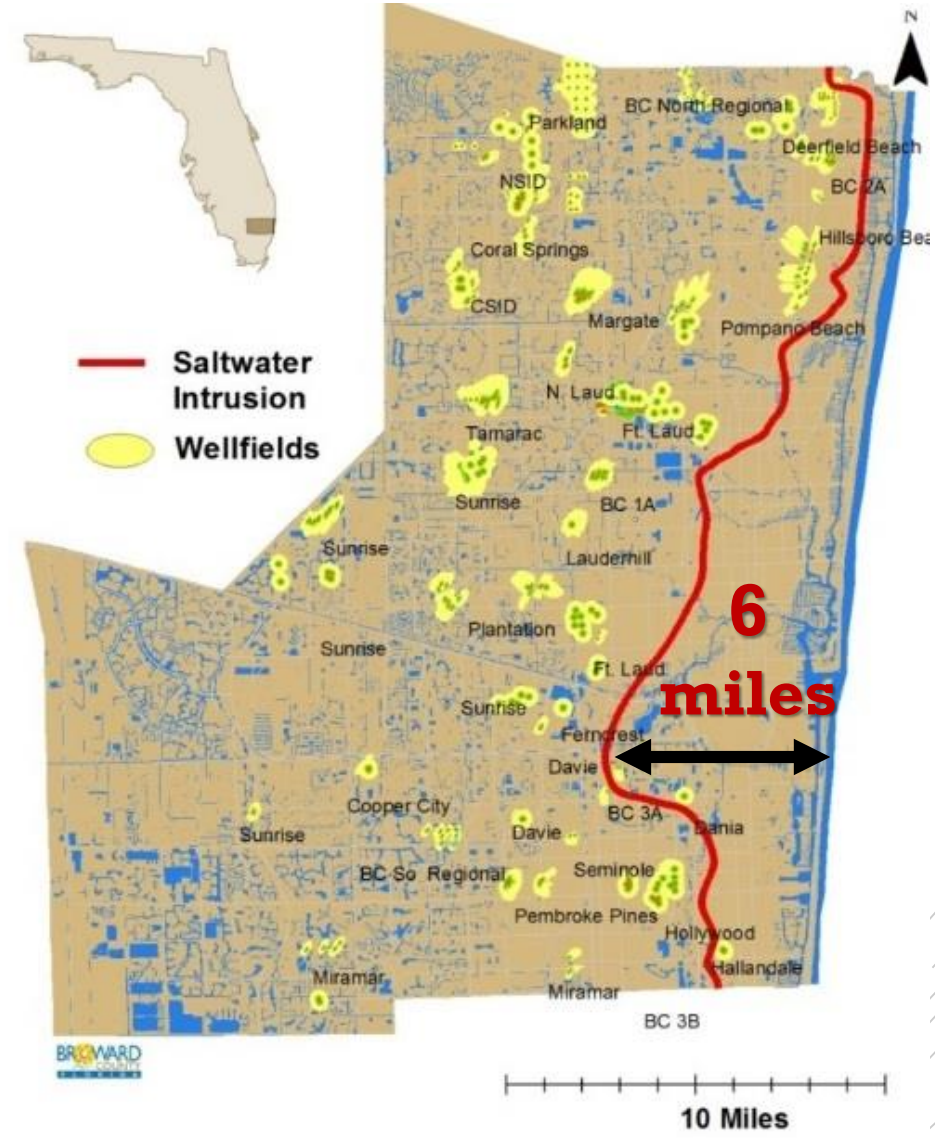 N
BC North Regional
Parkland
Deerfield Beach
NSID
BC 2A
Hillsboro Bea
Coral Springs
CSID
Margate
Pompano Beach
Saltwater
Intrusion
Wellfields
N. Laud
Tamarac
Ft. Laud
Sunrise
BC 1A
Sunrise
Lauderhill
6
miles
Plantation
Sunrise
Ft. Laud
Sunrise
Ferncrest
Davie
Cooper City
BC 3A
Dania
Sunrise
Davie
BC So. Regional
Seminole
Pembroke Pines
Hollywood
Hallandale
Miramar
Miramar
BC 3B
BROWARD
COUNTY
FLORIDA
10 Miles